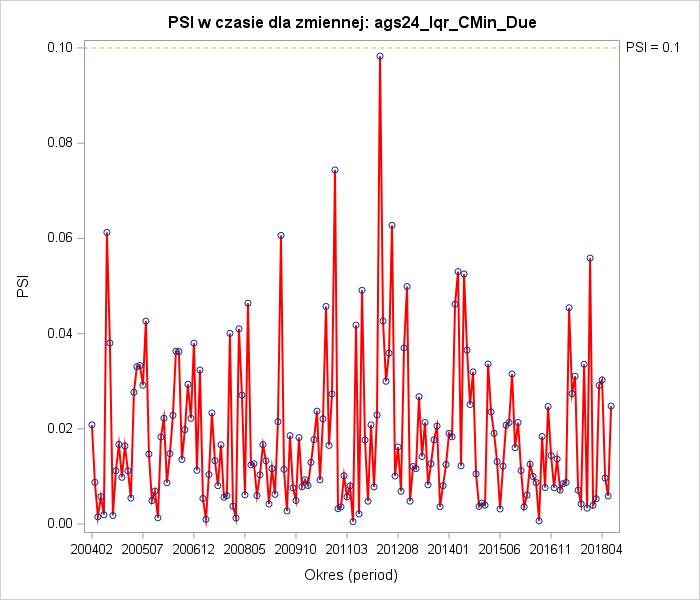 PSI w czasie dla zmiennej: ags24_Iqr_CMin_Due
0.10
PSI = 0.1
0.08
0.06
PSI
0.04
0.02
0.00
200402 200507 200612 200805 200910 201103 201208 201401 201506 201611 201804
Okres (period)